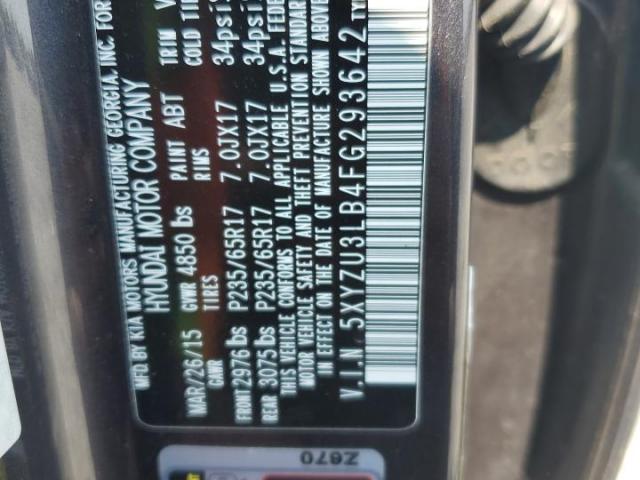 MFD BY KIA MOTORS MANUFACTURING GEORGIA, INC. FOR
HYUNDAI MOTOR COMPANY
MAR/26/15 GVWR 4850 lbs PAINT ABT TRIM V
GAWR TIRES RIMS COLD TI
FRONT 2976 lbs P235/65R17 7.0JX17 34psi
REAR 3075 lbs P235/65R17 7.0JX17 34psi
THIS VEHICLE CONFORMS TO ALL APPLICABLE U.S.A. FEDE
MOTOR VEHICLE SAFETY AND THEFT PREVENTION STANDARDS
IN EFFECT ON THE DATE OF MANUFACTURE SHOWN ABOVE
V.I.N 5XYZU3LB4FG293642 TY
Z670